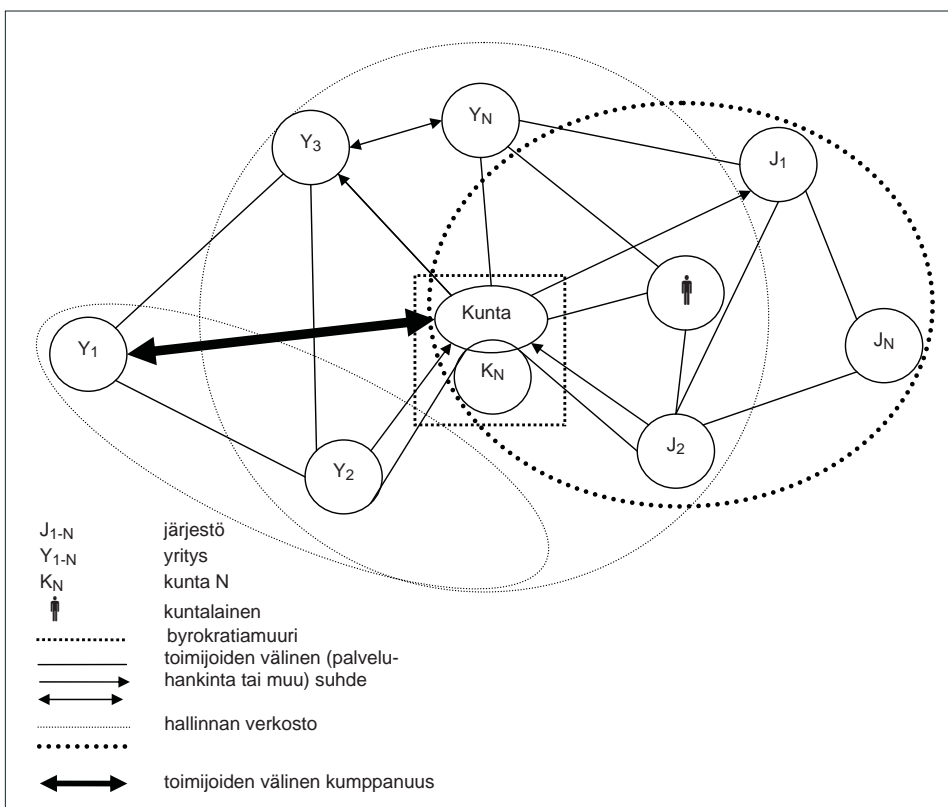 Y3
YN
J1
Kunta
Y1
KN
JN
Y2
J2
J1-N järjestö
Y1-N yritys
KN kunta N
kuntalainen
byrokratiamuuri
toimijoiden välinen (palvelu-
hankinta tai muu) suhde
hallinnan verkosto
toimijoiden välinen kumppanuus